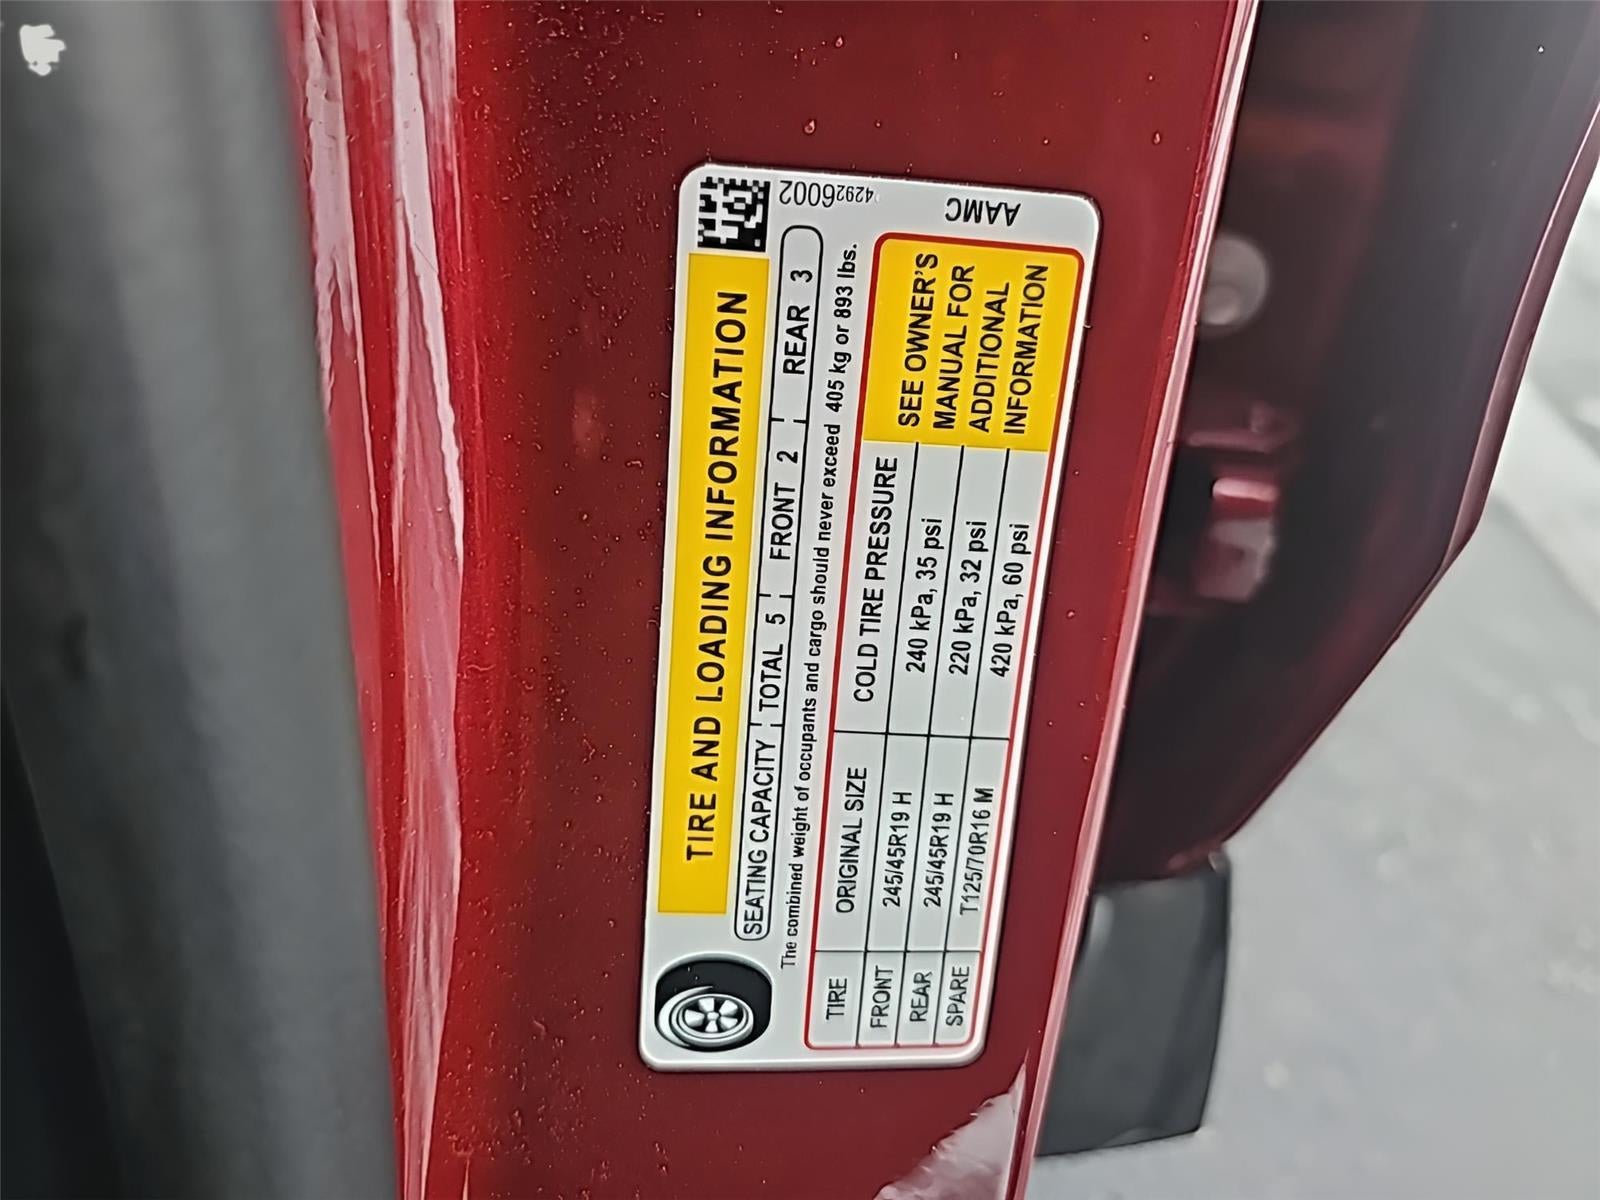 TIRE AND LOADING INFORMATION
SEATING CAPACITY TOTAL 5 FRONT 2 REAR 3
The combined weight of occupants and cargo should never exceed 405 kg or 893 lbs.
TIRE ORIGINAL SIZE COLD TIRE PRESSURE
FRONT 245/45R19 H 240 kPa, 35 psi
REAR 245/45R19 H 220 kPa, 32 psi
SPARE T125/70R16 M 420 kPa, 60 psi
SEE OWNER'S
MANUAL FOR
ADDITIONAL
INFORMATION
42926002
AAMC